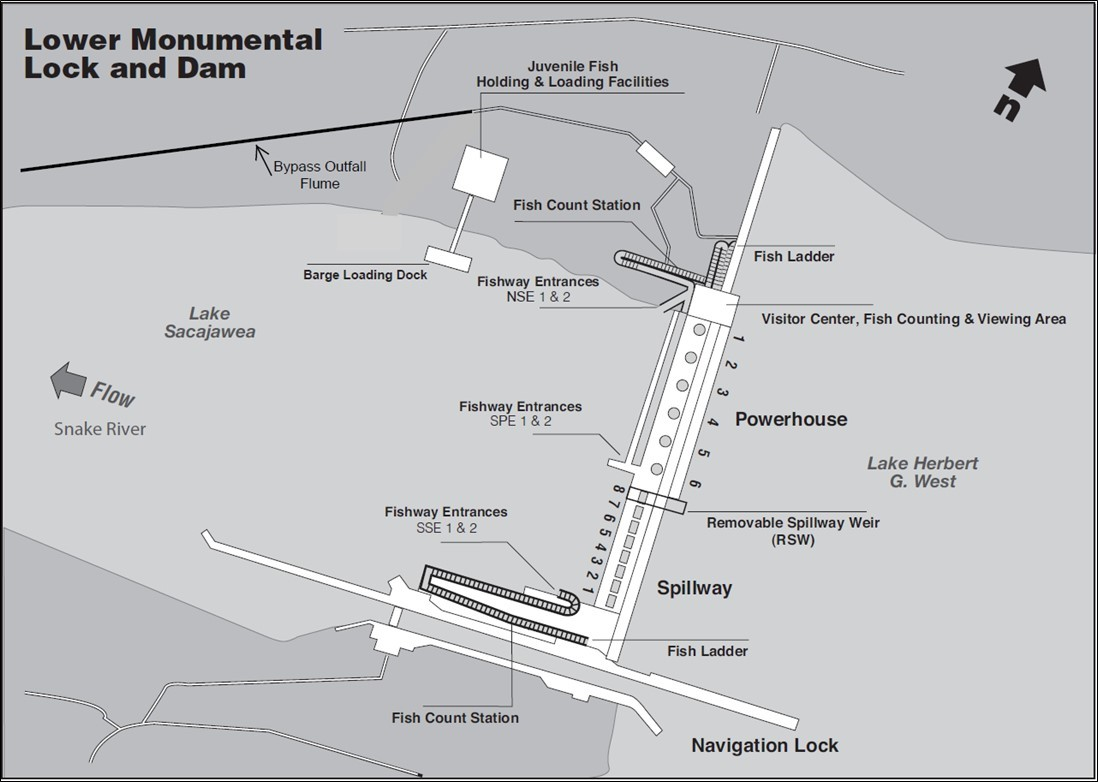 Lower Monumental
Lock and Dam
n
Juvenile Fish
Holding & Loading Facilities
Bypass Outfall
Flume
Fish Count Station
Fish Ladder
Barge Loading Dock
Fishway Entrances
NSE 1 & 2
Visitor Center, Fish Counting & Viewing Area
Lake
Sacajawea
Flow
Snake River
1
2
3
4
5
6
Powerhouse
Fishway Entrances
SPE 1 & 2
Lake Herbert
G. West
8
7
6
5
4
3
2
1
Removable Spillway Weir
(RSW)
Fishway Entrances
SSE 1 & 2
Spillway
Fish Ladder
Fish Count Station
Navigation Lock